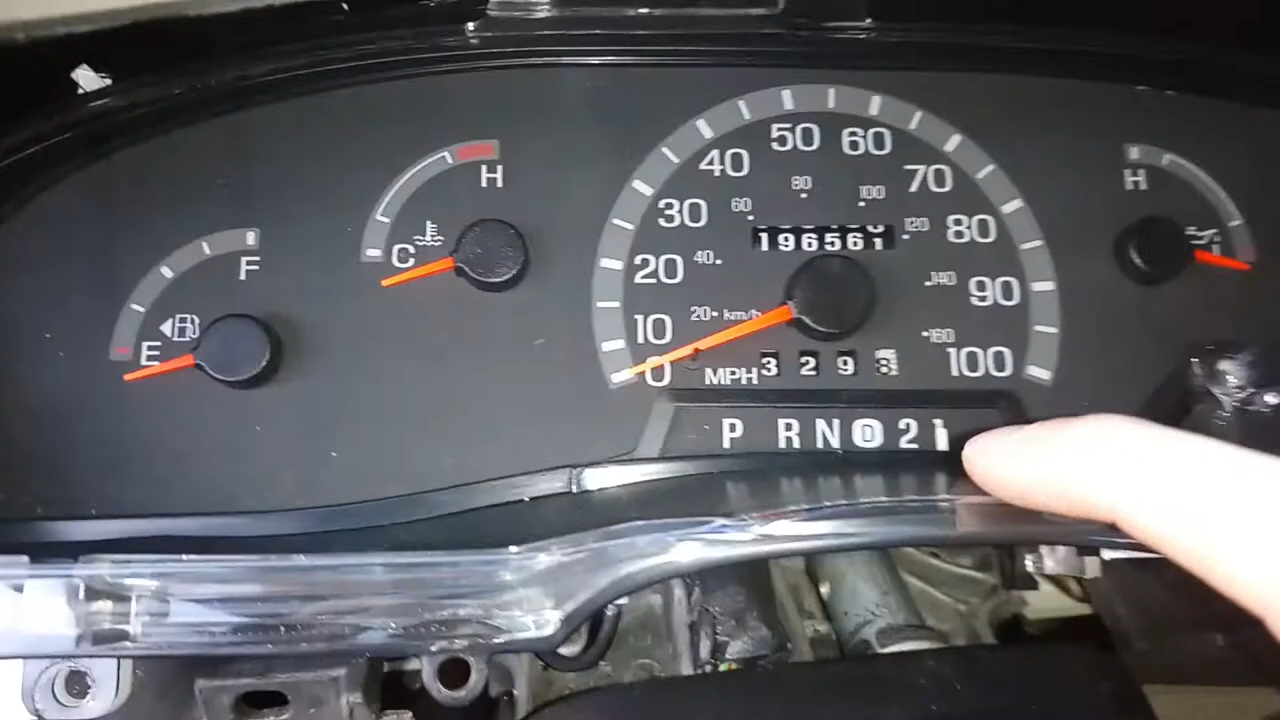 F
E
H
C
50 60
40 70
30 80
20 90
10 100
0
80 100
60 120
40 140
20 km/h 160
196561
MPH 3 2 9 8
P R N D 2 1
H
L